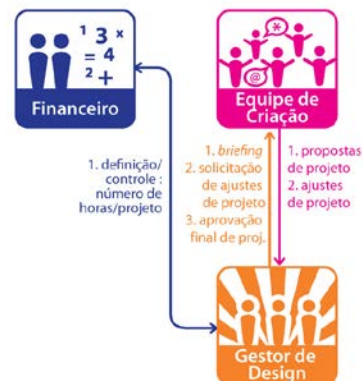 1 3 x
= 4
2 +
Financeiro
*
@
Equipe de
Criação
1. definição/
controle :
número de
horas/projeto
1. briefing
2. solicitação
de ajustes
de projeto
3. aprovação
final de proj.
1. propostas
de projeto
2. ajustes
de projeto
Gestor de
Design